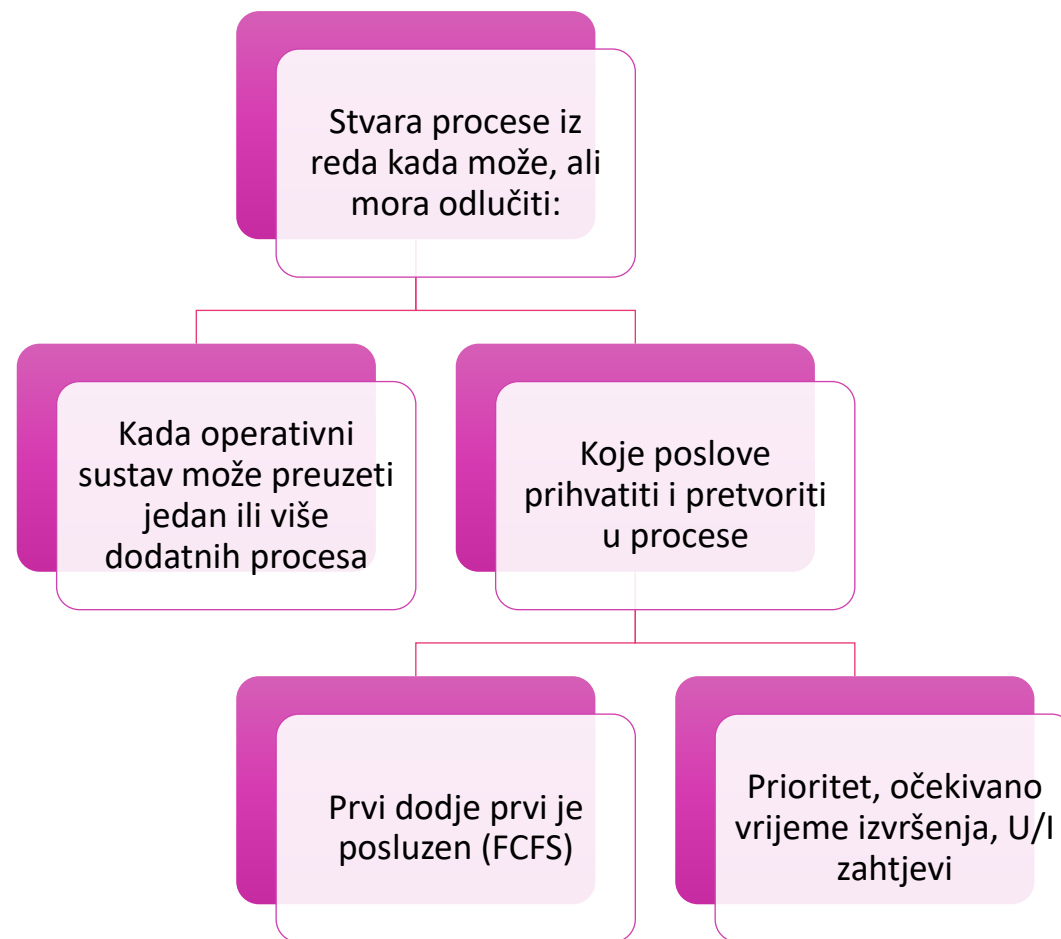 Stvara procese iz
reda kada može, ali
mora odlučiti:
Kada operativni
sustav može preuzeti
jedan ili više
dodatnih procesa
Koje poslove
prihvatiti i pretvoriti
u procese
Prvi dodje prvi je
posluzen (FCFS)
Prioritet, očekivano
vrijeme izvršenja, U/I
zahtjevi